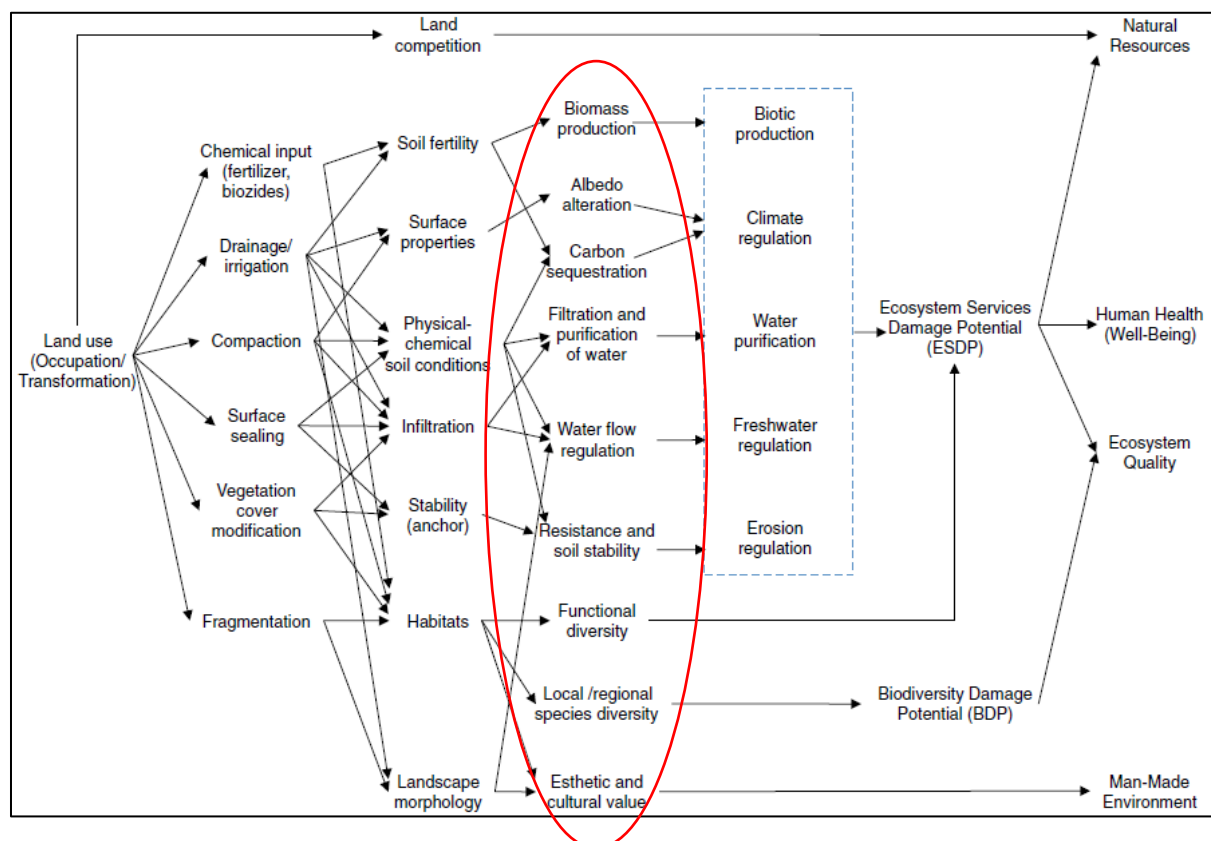 Land
competition
Natural
Resources
Biomass
production
Biotic
production
Soil fertility
Chemical input
(fertilizer,
biozides)
Albedo
alteration
Surface
properties
Climate
regulation
Drainage/
irrigation
Carbon
sequestration
Land use
(Occupation/
Transformation)
Compaction
Physical-
chemical
soil conditions
Filtration and
purification
of water
Water
purification
Ecosystem Services
Damage Potential
(ESDP)
Human Health
(Well-Being)
Surface
sealing
Infiltration
Water flow
regulation
Freshwater
regulation
Ecosystem
Quality
Vegetation
cover
modification
Stability
(anchor)
Resistance and
soil stability
Erosion
regulation
Fragmentation
Habitats
Functional
diversity
Local /regional
species diversity
Biodiversity Damage
Potential (BDP)
Landscape
morphology
Esthetic and
cultural value
Man-Made
Environment